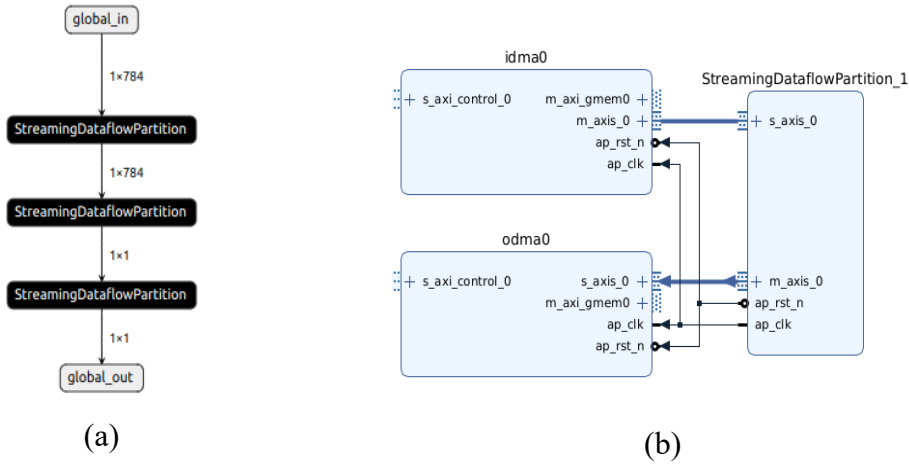 global_in
1×784
StreamingDataflowPartition
1×784
StreamingDataflowPartition
1×1
StreamingDataflowPartition
1×1
global_out
(a)
idma0
s_axi_control_0
m_axi_gmem0
m_axis_0
ap_rst_n
ap_clk
odma0
s_axi_control_0
s_axis_0
m_axi_gmem0
ap_clk
ap_rst_n
StreamingDataflowPartition_1
s_axis_0
m_axis_0
ap_rst_n
ap_clk
(b)